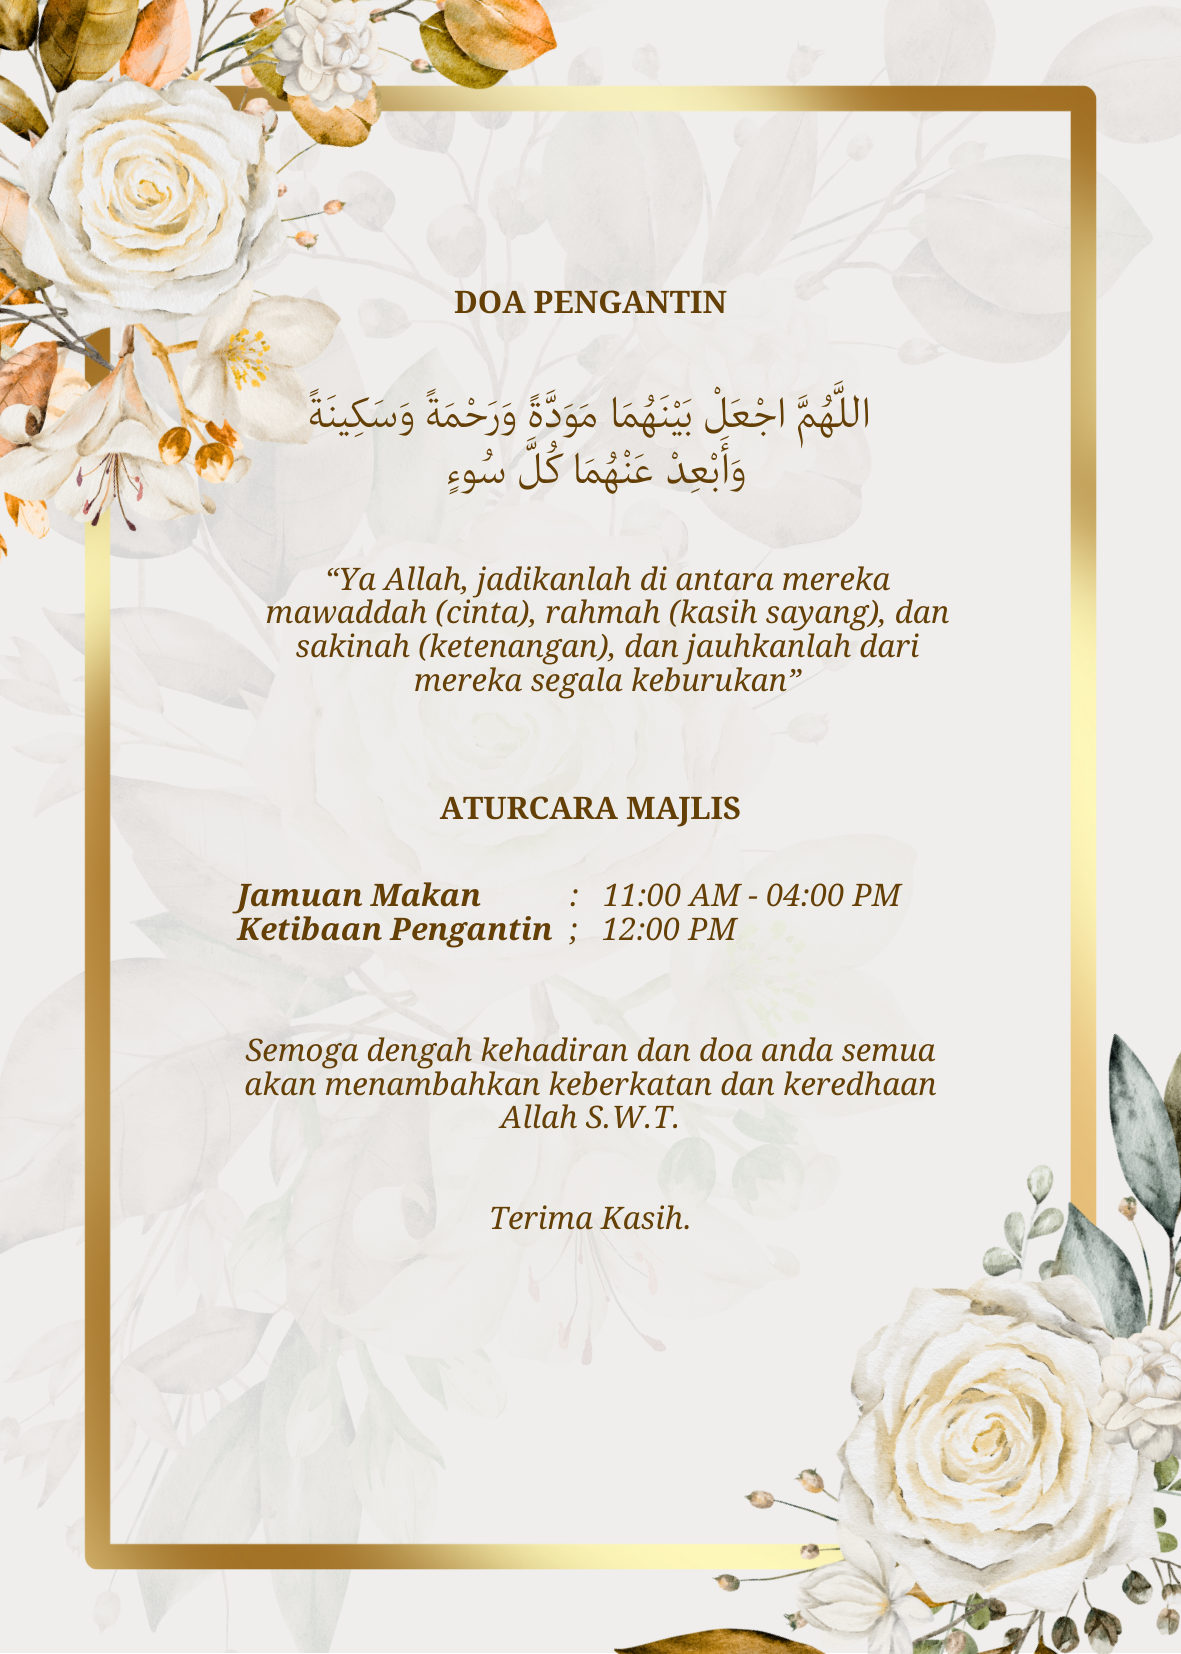 DOA PENGANTIN
اللَّهُمَّ اجْعَلْ بَيْنَهُمَا مَوَدَّةً وَرَحْمَةً وَسَكِينَةً
وَأَبْعِدْ عَنْهُمَا كُلَّ سُوءٍ
“Ya Allah, jadikanlah di antara mereka
mawaddah (cinta), rahmah (kasih sayang), dan
sakinah (ketenangan), dan jauhkanlah dari
mereka segala keburukan”
ATURCARA MAJLIS
Jamuan Makan : 11:00 AM - 04:00 PM
Ketibaan Pengantin ; 12:00 PM
Semoga dengah kehadiran dan doa anda semua
akan menambahkan keberkatan dan keredhaan
Allah S.W.T.
Terima Kasih.